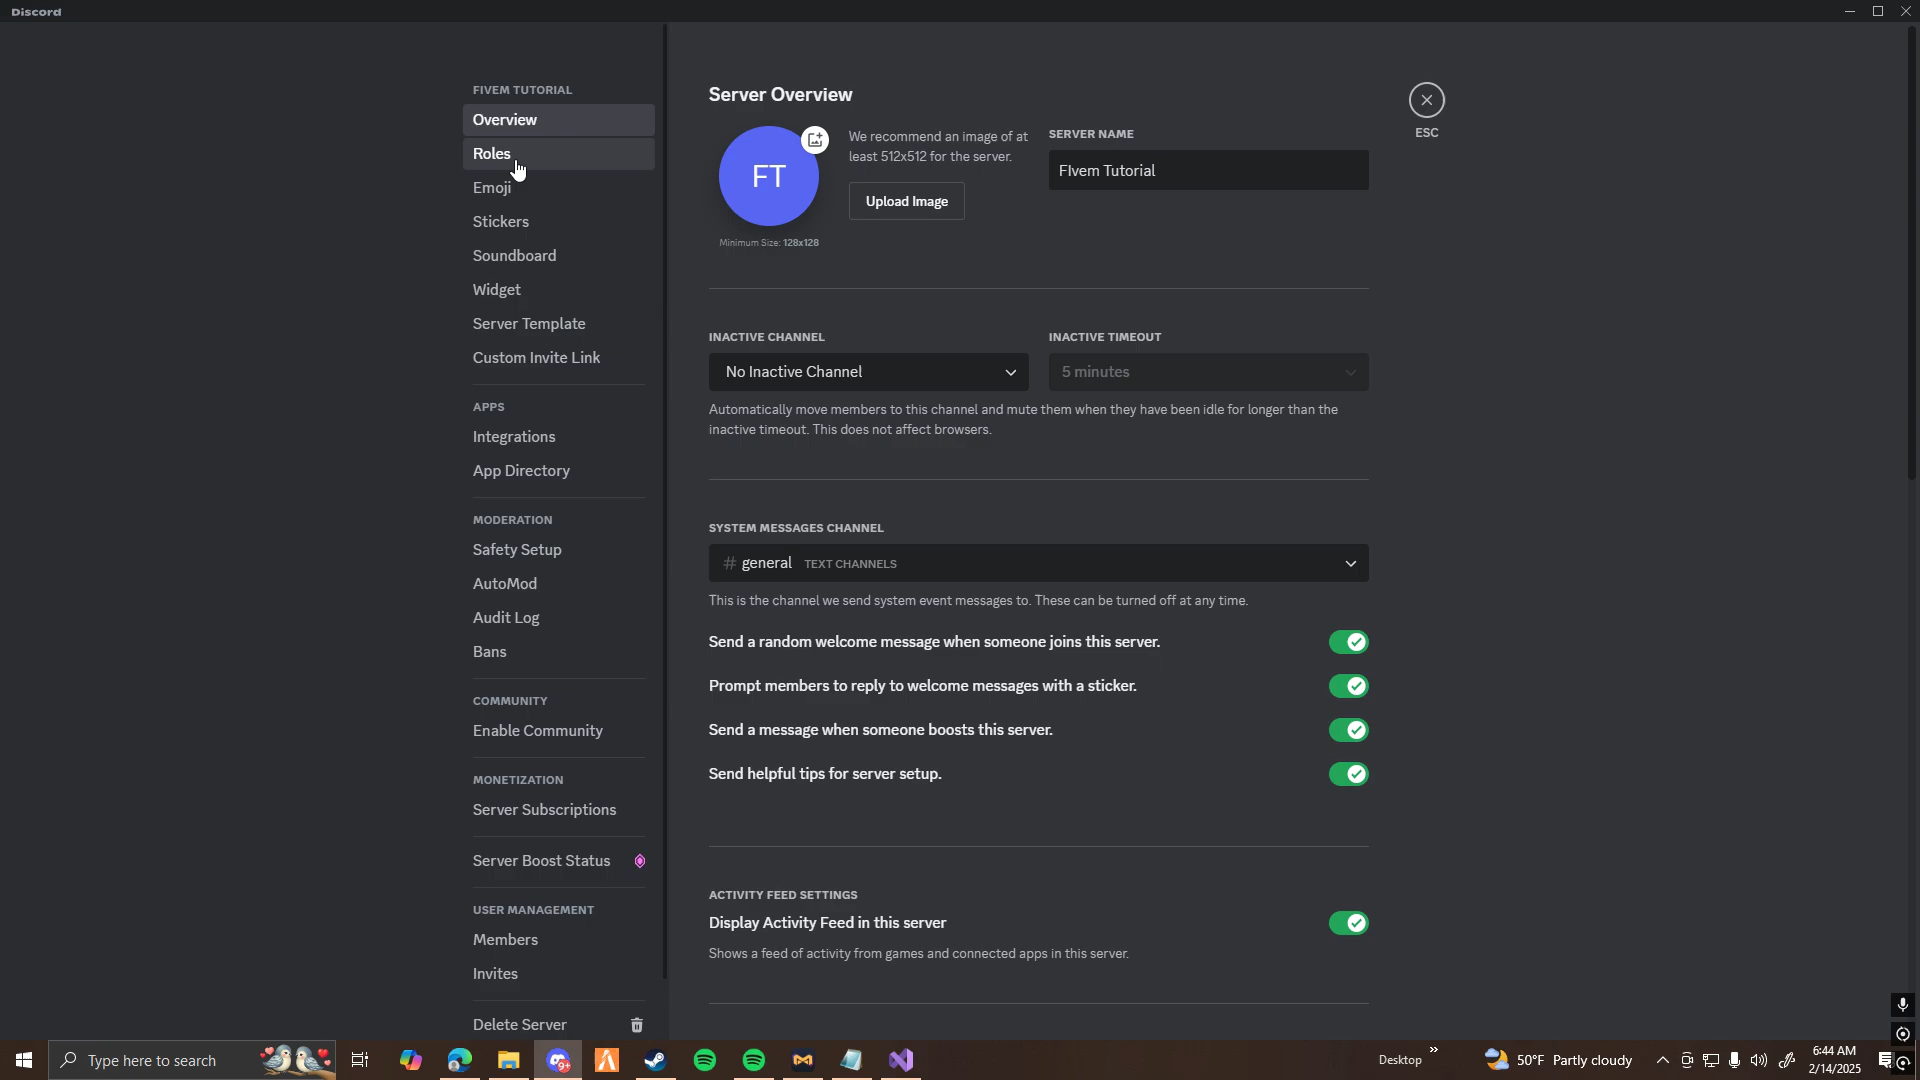 Discord
FIVEM TUTORIAL
Overview
Roles
Emoji
Stickers
Soundboard
Widget
Server Template
Custom Invite Link
APPS
Integrations
App Directory
MODERATION
Safety Setup
AutoMod
Audit Log
Bans
COMMUNITY
Enable Community
MONETIZATION
Server Subscriptions
Server Boost Status
USER MANAGEMENT
Members
Invites
Delete Server
Server Overview
FT
Minimum Size: 128x128
We recommend an image of at
least 512x512 for the server.
Upload Image
SERVER NAME
FIvem Tutorial
ESC
INACTIVE CHANNEL
No Inactive Channel
INACTIVE TIMEOUT
5 minutes
Automatically move members to this channel and mute them when they have been idle for longer than the
inactive timeout. This does not affect browsers.
SYSTEM MESSAGES CHANNEL
# general TEXT CHANNELS
This is the channel we send system event messages to. These can be turned off at any time.
Send a random welcome message when someone joins this server.
Prompt members to reply to welcome messages with a sticker.
Send a message when someone boosts this server.
Send helpful tips for server setup.
ACTIVITY FEED SETTINGS
Display Activity Feed in this server
Shows a feed of activity from games and connected apps in this server.
Type here to search
9+
Desktop
50°F Partly cloudy
6:44 AM
2/14/2025